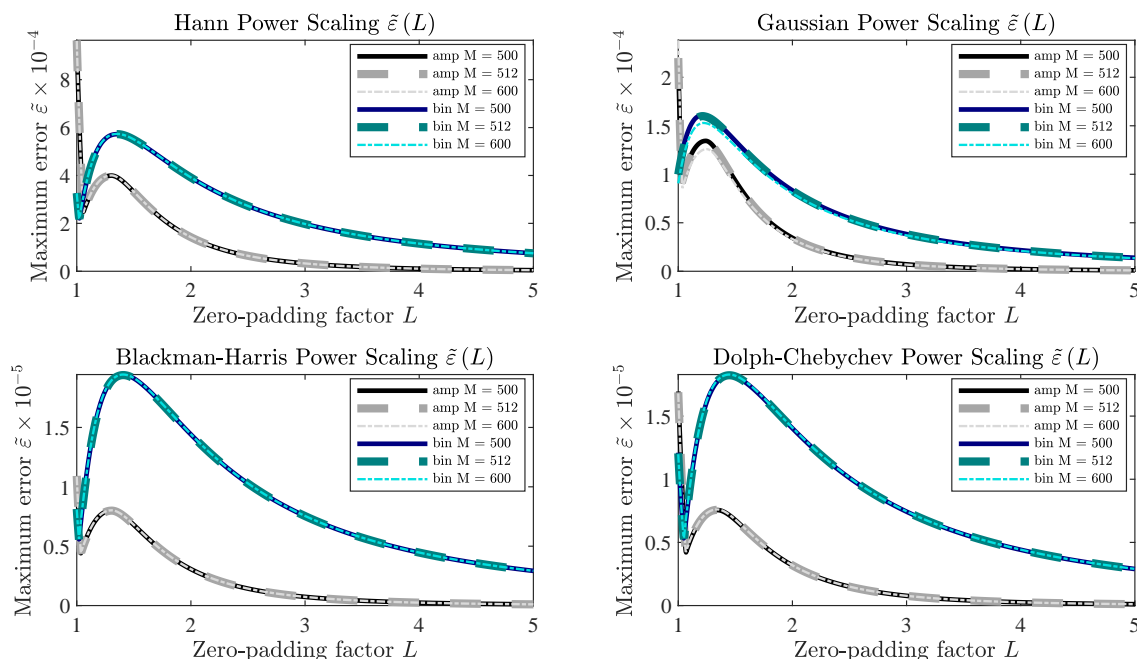 Hann Power Scaling ε̃ (L)
Maximum error ε̃ × 10⁻⁴
8
6
4
2
0
amp M = 500
amp M = 512
amp M = 600
bin M = 500
bin M = 512
bin M = 600
1 2 3 4 5
Zero-padding factor L
Gaussian Power Scaling ε̃ (L)
Maximum error ε̃ × 10⁻⁴
2
1.5
1
0.5
0
amp M = 500
amp M = 512
amp M = 600
bin M = 500
bin M = 512
bin M = 600
1 2 3 4 5
Zero-padding factor L
Blackman-Harris Power Scaling ε̃ (L)
Maximum error ε̃ × 10⁻⁵
1.5
1
0.5
0
amp M = 500
amp M = 512
amp M = 600
bin M = 500
bin M = 512
bin M = 600
1 2 3 4 5
Zero-padding factor L
Dolph-Chebychev Power Scaling ε̃ (L)
Maximum error ε̃ × 10⁻⁵
1.5
1
0.5
0
amp M = 500
amp M = 512
amp M = 600
bin M = 500
bin M = 512
bin M = 600
1 2 3 4 5
Zero-padding factor L